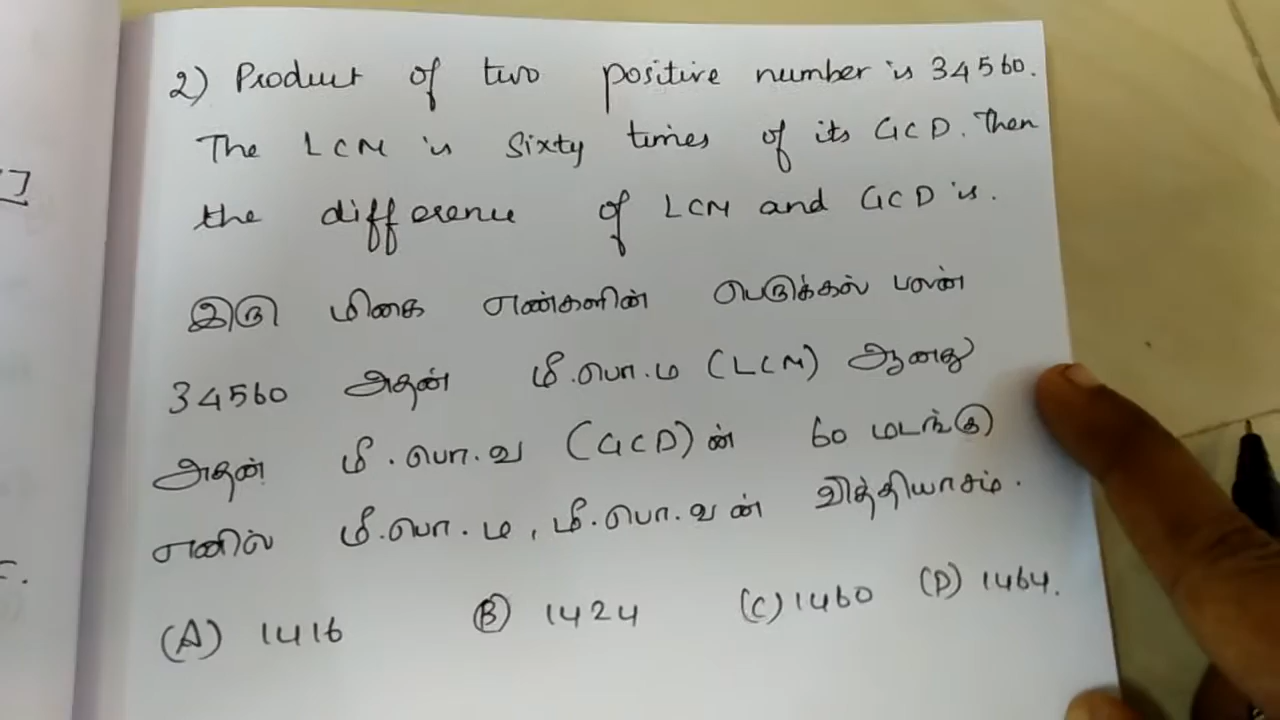 2) Product of two positive number is 34560.
The LCM is sixty times of its GCD. Then
the difference of LCM and GCD is.
இரு மிகை எண்களின் பெருக்கல் பலன்
34560 அதன் மீ.பொ.ம (LCM) ஆனது
அதன் மீ.பொ.வ (GCD)ன் 60 மடங்கு
எனில் மீ.பொ.ம, மீ.பொ.வ ன் வித்தியாசம்.
(A) 1416 (B) 1424 (C) 1460 (D) 1464.